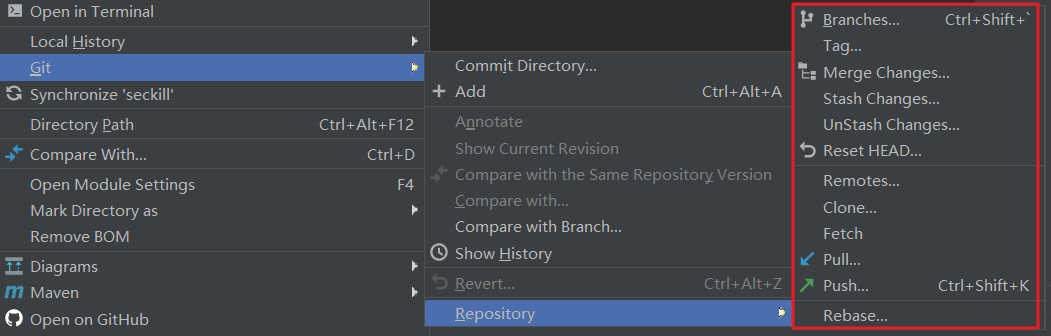 Open in Terminal
Local History
Git
Synchronize 'seckill'
Directory Path Ctrl+Alt+F12
Compare With... Ctrl+D
Open Module Settings F4
Mark Directory as
Remove BOM
Diagrams
Maven
Open on GitHub
Commit Directory...
Add Ctrl+Alt+A
Annotate
Show Current Revision
Compare with the Same Repository Version
Compare with...
Compare with Branch...
Show History
Revert... Ctrl+Alt+Z
Repository
Branches... Ctrl+Shift+`
Tag...
Merge Changes...
Stash Changes...
UnStash Changes...
Reset HEAD...
Remotes...
Clone...
Fetch
Pull...
Push... Ctrl+Shift+K
Rebase...